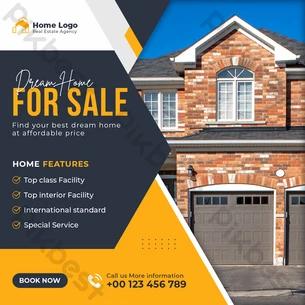 Home Logo
Real Estate Agency
Dream Home
FOR SALE
Find your best dream home
at affordable price
HOME FEATURES
Top class Facility
Top interior Facility
International standard
Special Service
BOOK NOW
Call us More information
+00 123 456 789